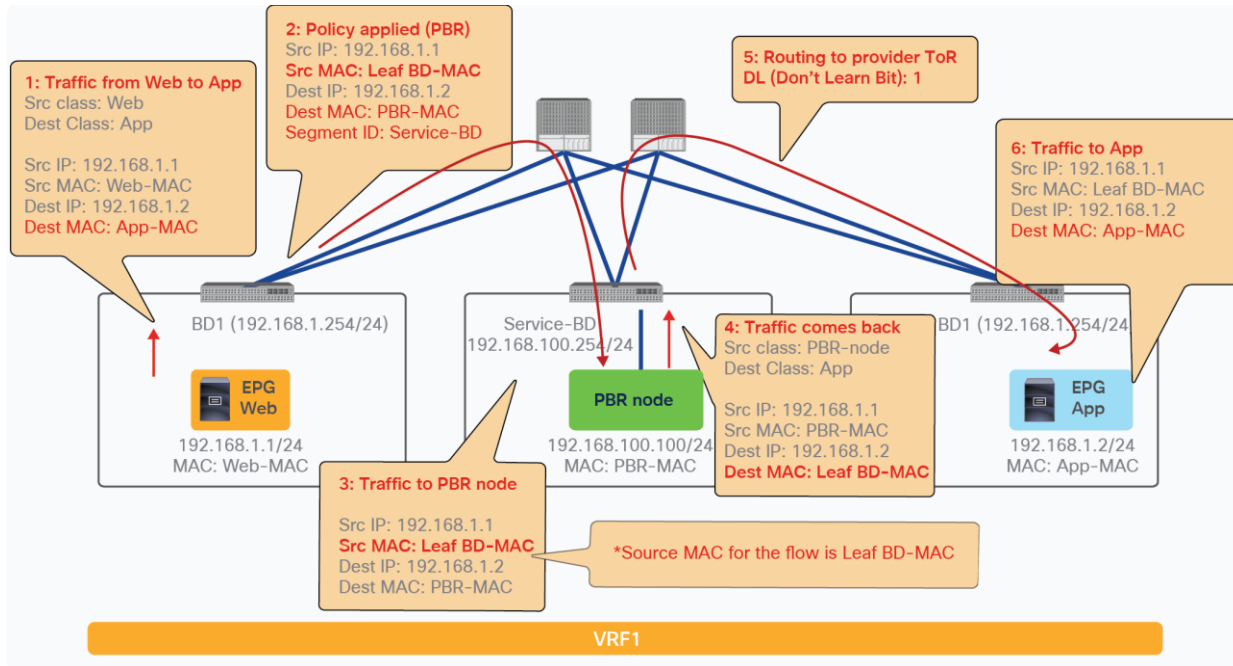 1: Traffic from Web to App
Src class: Web
Dest Class: App
Src IP: 192.168.1.1
Src MAC: Web-MAC
Dest IP: 192.168.1.2
Dest MAC: App-MAC
2: Policy applied (PBR)
Src IP: 192.168.1.1
Src MAC: Leaf BD-MAC
Dest IP: 192.168.1.2
Dest MAC: PBR-MAC
Segment ID: Service-BD
5: Routing to provider ToR
DL (Don't Learn Bit): 1
6: Traffic to App
Src IP: 192.168.1.1
Src MAC: Leaf BD-MAC
Dest IP: 192.168.1.2
Dest MAC: App-MAC
BD1 (192.168.1.254/24)
EPG
Web
192.168.1.1/24
MAC: Web-MAC
Service-BD
192.168.100.254/24
PBR node
192.168.100.100/24
MAC: PBR-MAC
4: Traffic comes back
Src class: PBR-node
Dest Class: App
Src IP: 192.168.1.1
Src MAC: PBR-MAC
Dest IP: 192.168.1.2
Dest MAC: Leaf BD-MAC
BD1 (192.168.1.254/24)
EPG
App
192.168.1.2/24
MAC: App-MAC
3: Traffic to PBR node
Src IP: 192.168.1.1
Src MAC: Leaf BD-MAC
Dest IP: 192.168.1.2
Dest MAC: PBR-MAC
*Source MAC for the flow is Leaf BD-MAC
VRF1